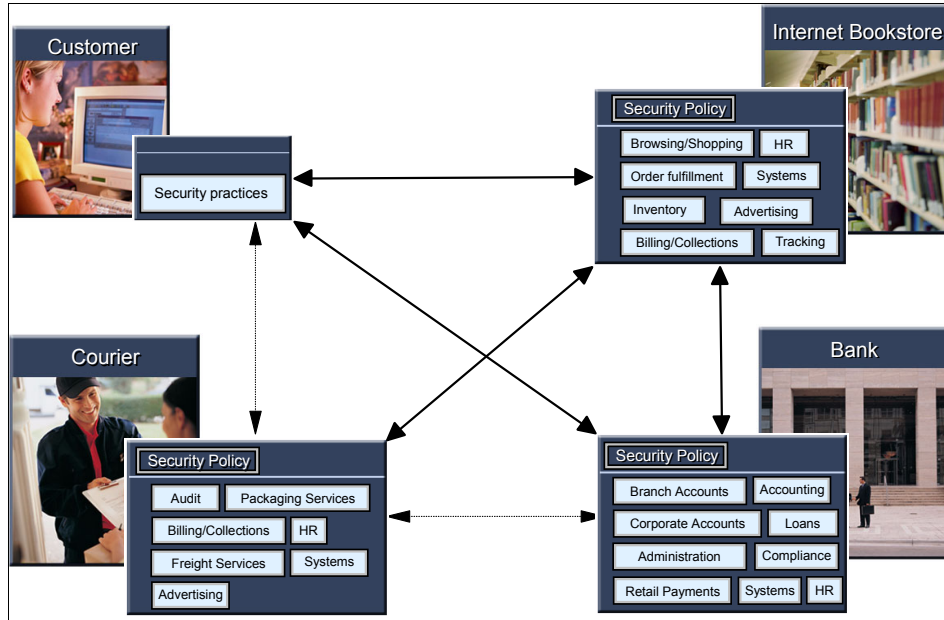 Customer
Security practices
Internet Bookstore
Security Policy
Browsing/Shopping HR
Order fulfillment Systems
Inventory Advertising
Billing/Collections Tracking
Courier
Security Policy
Audit Packaging Services
Billing/Collections HR
Freight Services Systems
Advertising
Bank
Security Policy
Branch Accounts Accounting
Corporate Accounts Loans
Administration Compliance
Retail Payments Systems HR